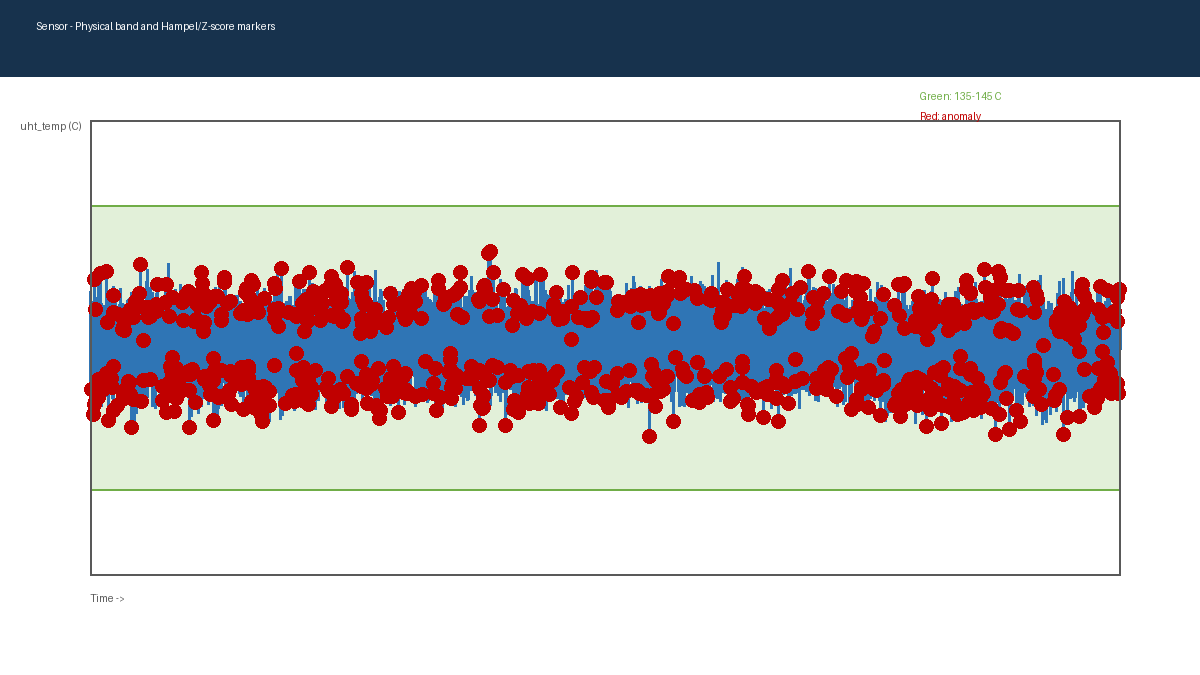 Sensor - Physical band and Hampel/Z-score markers
Green: 135-145 C
Red: anomaly
uht_temp (C)
Time ->